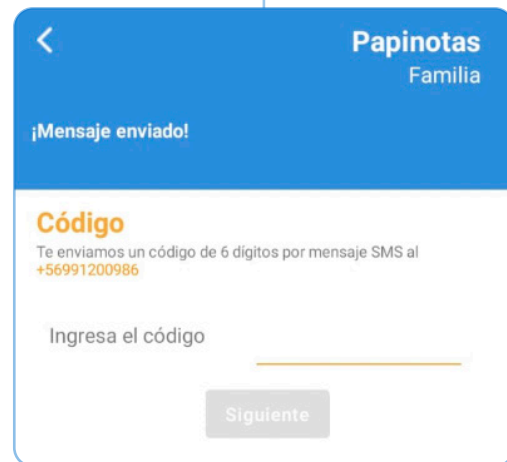 Papinotas
Familia
¡Mensaje enviado!
Código
Te enviamos un código de 6 dígitos por mensaje SMS al
+56991200986
Ingresa el código
Siguiente